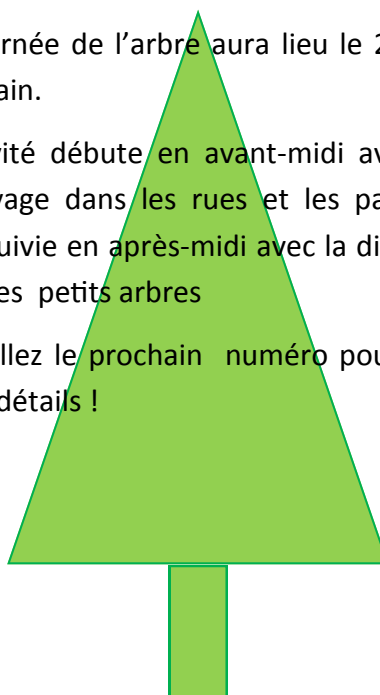 rnée de l’arbre aura lieu le 2
ain.
vité débute en avant-midi av
yage dans les rues et les pa
uivie en après-midi avec la di
es petits arbres
llez le prochain numéro pou
détails !